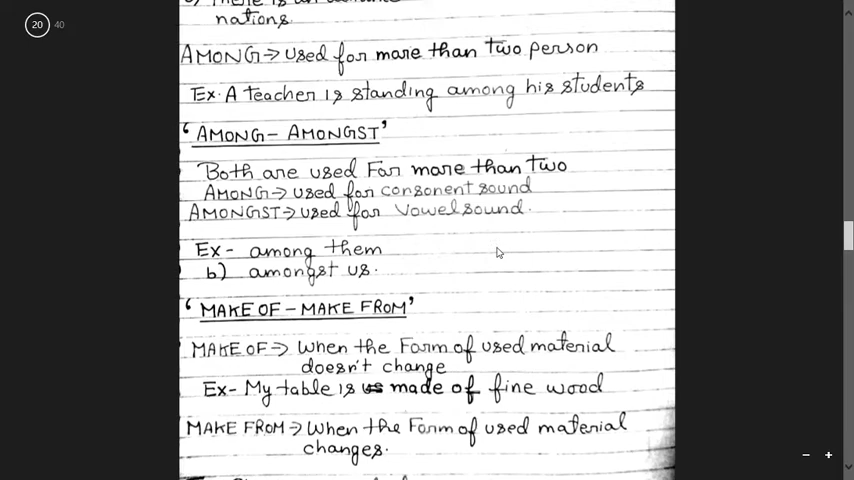 20 40
nations.
AMONG → used for more than two person
Ex. A teacher is standing among his students
'AMONG - AMONGST'
Both are used For more than two
AMONG → used for consonent sound
AMONGST → used for Vowel sound.
Ex - among them
b) amongst us.
'MAKE OF - MAKE FROM'
MAKE OF → When the Form of used material
doesn't change
Ex - My table is made of fine wood
MAKE FROM → When the Form of used material
changes.